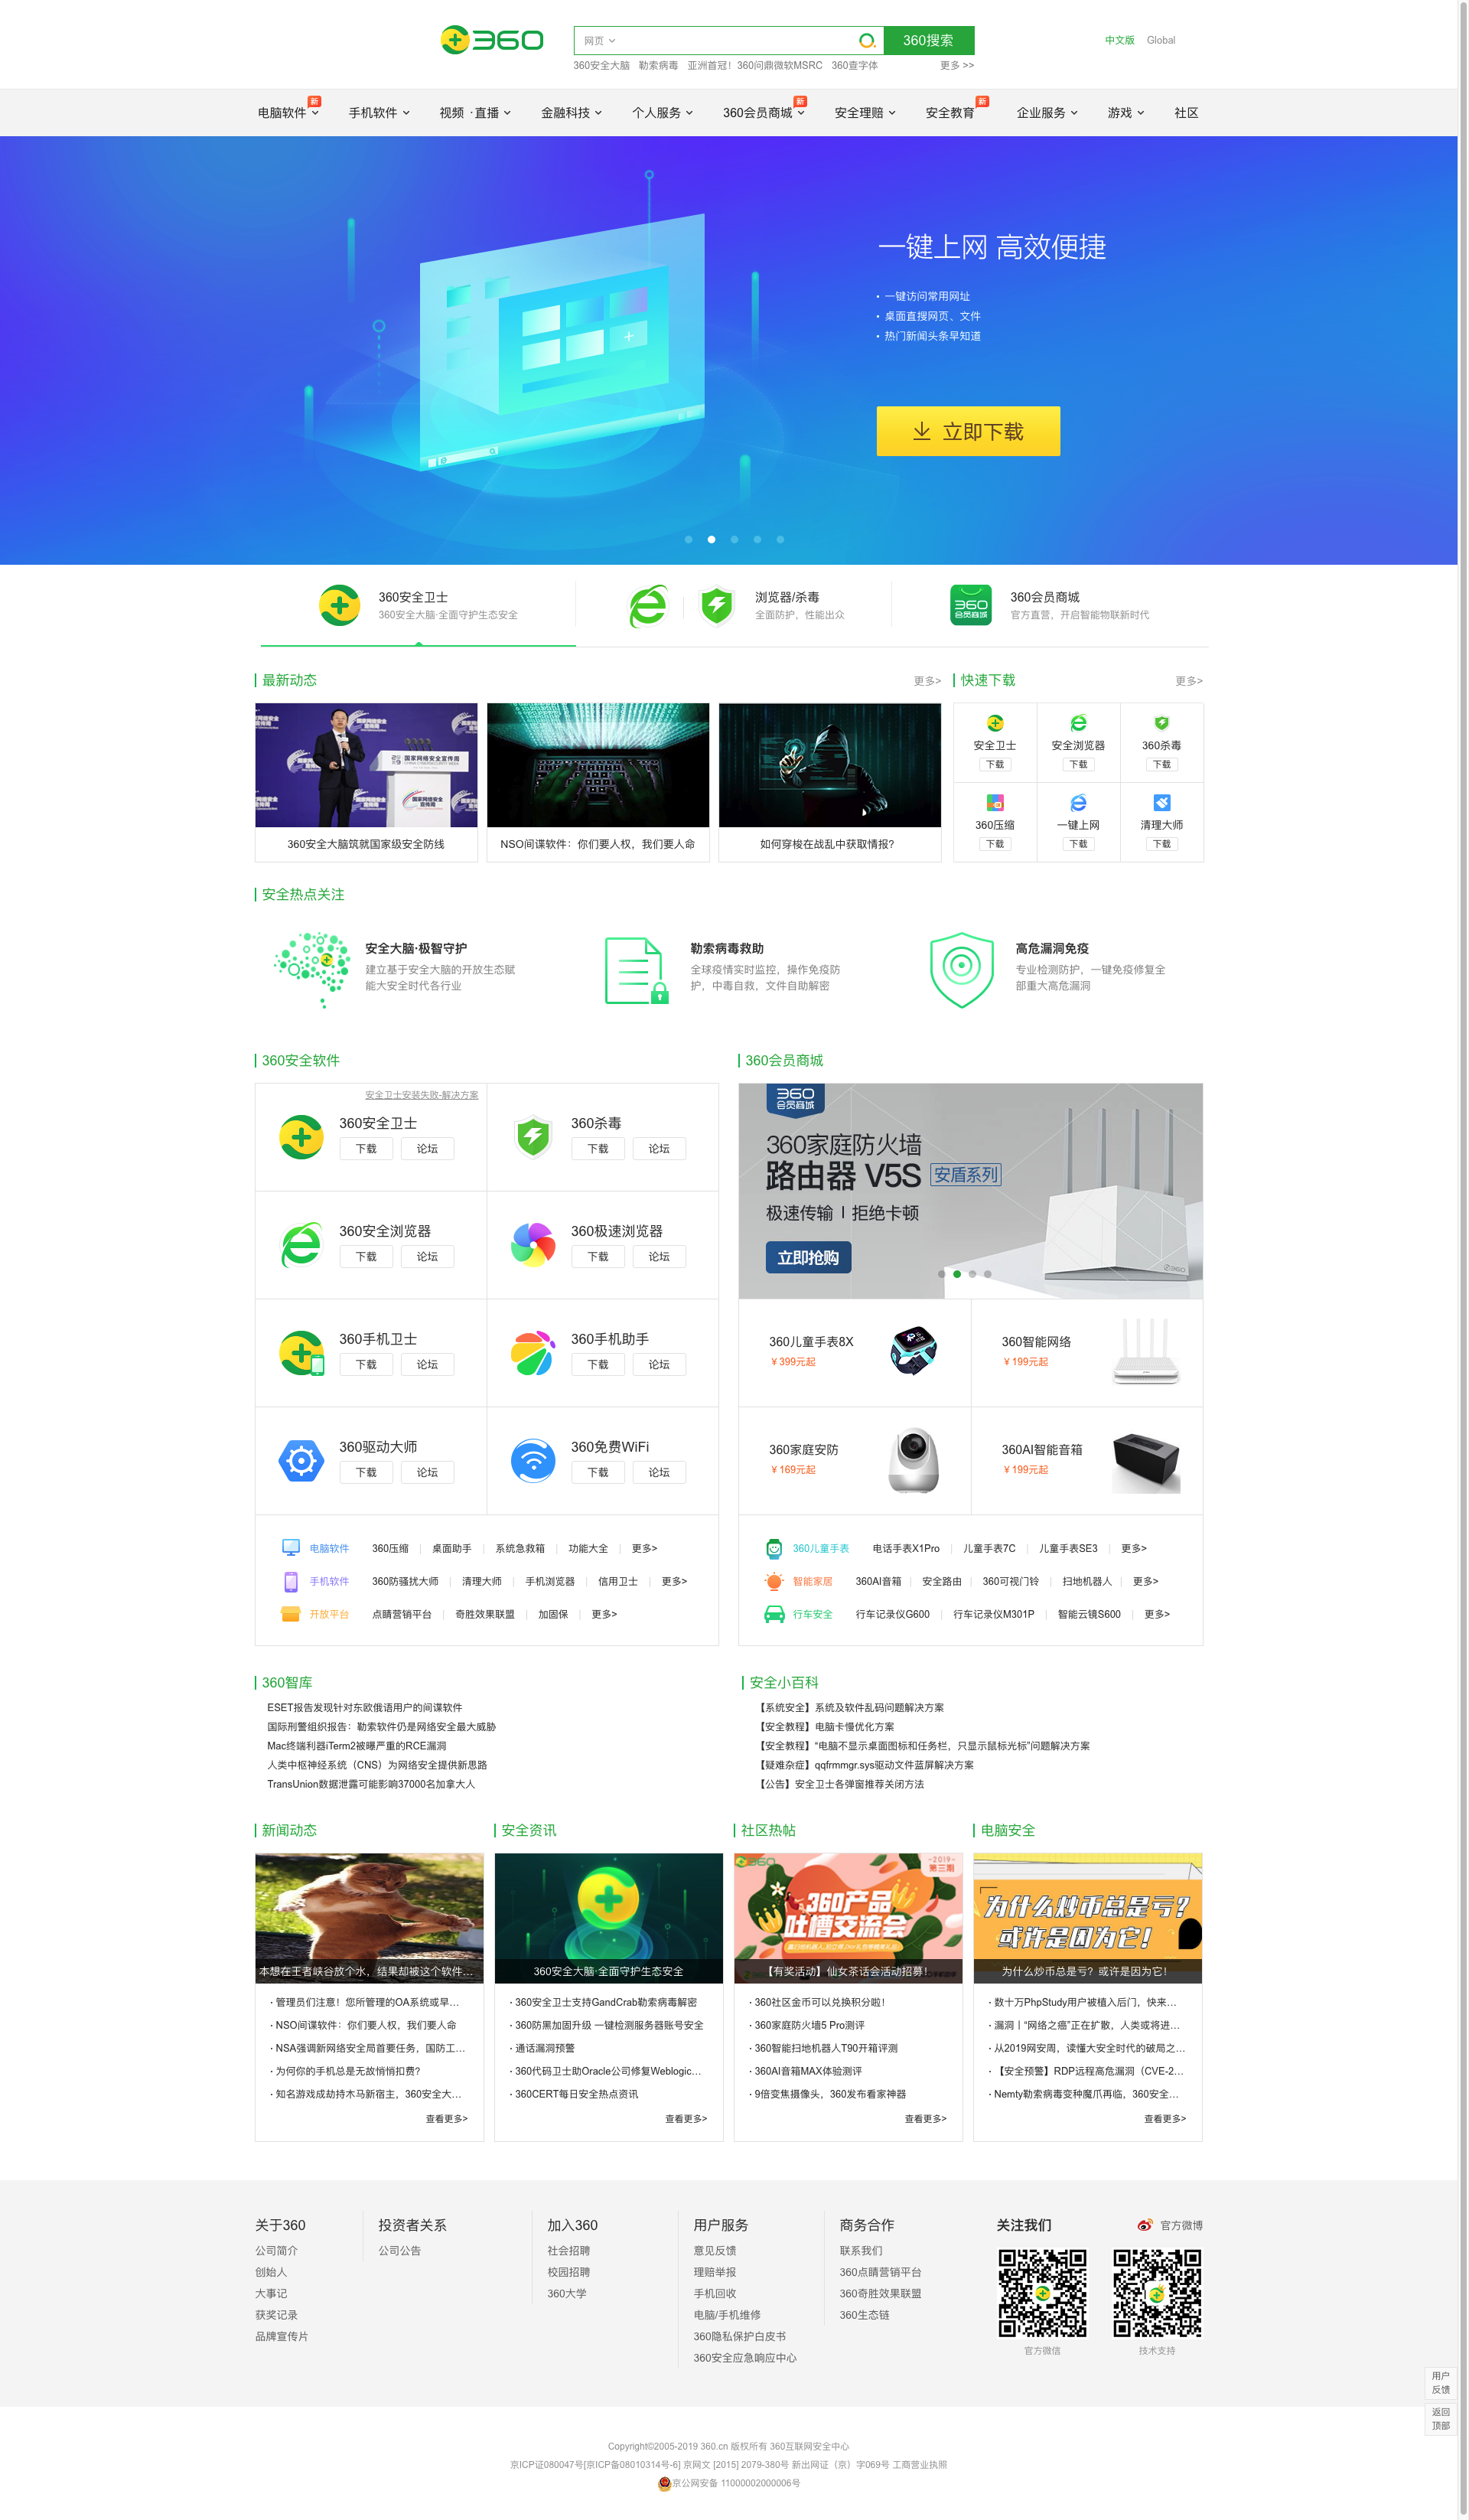 360
网页
360搜索
360安全大脑 勒索病毒 亚洲首冠！360问鼎微软MSRC 360查字体 更多 >>
中文版 Global
电脑软件 新 手机软件 视频·直播 金融科技 个人服务 360会员商城 新 安全理赔 安全教育 新 企业服务 游戏 社区
一键上网 高效便捷
• 一键访问常用网址
• 桌面直搜网页、文件
• 热门新闻头条早知道
立即下载
360安全卫士
360安全大脑·全面守护生态安全
浏览器/杀毒
全面防护，性能出众
360会员商城
360会员商城
官方直营，开启智能物联新时代
最新动态 更多>
360安全大脑筑就国家级安全防线
NSO间谍软件：你们要人权，我们要人命
如何穿梭在战乱中获取情报？
快速下载 更多>
安全卫士 安全浏览器 360杀毒
下载 下载 下载
360压缩 一键上网 清理大师
下载 下载 下载
安全热点关注
安全大脑·极智守护
建立基于安全大脑的开放生态赋
能大安全时代各行业
勒索病毒救助
全球疫情实时监控，操作免疫防
护，中毒自救，文件自助解密
高危漏洞免疫
专业检测防护，一键免疫修复全
部重大高危漏洞
360安全软件
安全卫士安装失败-解决方案
360安全卫士
下载 论坛
360杀毒
下载 论坛
360安全浏览器
下载 论坛
360极速浏览器
下载 论坛
360手机卫士
下载 论坛
360手机助手
下载 论坛
360驱动大师
下载 论坛
360免费WiFi
下载 论坛
电脑软件 360压缩 | 桌面助手 | 系统急救箱 | 功能大全 | 更多>
手机软件 360防骚扰大师 | 清理大师 | 手机浏览器 | 信用卫士 | 更多>
开放平台 点睛营销平台 | 奇胜效果联盟 | 加固保 | 更多>
360会员商城
360
会员商城
360家庭防火墙
路由器 V5S 安盾系列
极速传输丨拒绝卡顿
立即抢购
360儿童手表8X
￥399元起
360智能网络
￥199元起
360家庭安防
￥169元起
360AI智能音箱
￥199元起
360儿童手表 电话手表X1Pro | 儿童手表7C | 儿童手表SE3 | 更多>
智能家居 360AI音箱 | 安全路由 | 360可视门铃 | 扫地机器人 | 更多>
行车安全 行车记录仪G600 | 行车记录仪M301P | 智能云镜S600 | 更多>
360智库
ESET报告发现针对东欧俄语用户的间谍软件
国际刑警组织报告：勒索软件仍是网络安全最大威胁
Mac终端利器iTerm2被曝严重的RCE漏洞
人类中枢神经系统（CNS）为网络安全提供新思路
TransUnion数据泄露可能影响37000名加拿大人
安全小百科
【系统安全】系统及软件乱码问题解决方案
【安全教程】电脑卡慢优化方案
【安全教程】“电脑不显示桌面图标和任务栏，只显示鼠标光标”问题解决方案
【疑难杂症】qqfrmmgr.sys驱动文件蓝屏解决方案
【公告】安全卫士各弹窗推荐关闭方法
新闻动态
本想在王者峡谷放个水，结果却被这个软件…
· 管理员们注意！您所管理的OA系统或早…
· NSO间谍软件：你们要人权，我们要人命
· NSA强调新网络安全局首要任务，国防工…
· 为何你的手机总是无故悄悄扣费？
· 知名游戏成劫持木马新宿主，360安全大…
查看更多>
安全资讯
360安全大脑·全面守护生态安全
· 360安全卫士支持GandCrab勒索病毒解密
· 360防黑加固升级 一键检测服务器账号安全
· 通话漏洞预警
· 360代码卫士助Oracle公司修复Weblogic…
· 360CERT每日安全热点资讯
查看更多>
社区热帖
360
-2019-
第三期
360产品
吐槽交流会
【有奖活动】仙女茶话会活动招募！
· 360社区金币可以兑换积分啦！
· 360家庭防火墙5 Pro测评
· 360智能扫地机器人T90开箱评测
· 360AI音箱MAX体验测评
· 9倍变焦摄像头，360发布看家神器
查看更多>
电脑安全
为什么炒币总是亏？
或许是因为它！
为什么炒币总是亏？或许是因为它！
· 数十万PhpStudy用户被植入后门，快来…
· 漏洞丨“网络之癌”正在扩散，人类或将进…
· 从2019网安周，读懂大安全时代的破局之…
· 【安全预警】RDP远程高危漏洞（CVE-2…
· Nemty勒索病毒变种魔爪再临，360安全…
查看更多>
关于360
公司简介
创始人
大事记
获奖记录
品牌宣传片
投资者关系
公司公告
加入360
社会招聘
校园招聘
360大学
用户服务
意见反馈
理赔举报
手机回收
电脑/手机维修
360隐私保护白皮书
360安全应急响应中心
商务合作
联系我们
360点睛营销平台
360奇胜效果联盟
360生态链
关注我们 官方微博
官方微信 技术支持
用户
反馈
返回
顶部
Copyright©2005-2019 360.cn 版权所有 360互联网安全中心
京ICP证080047号[京ICP备08010314号-6] 京网文 [2015] 2079-380号 新出网证（京）字069号 工商营业执照
京公网安备 11000002000006号